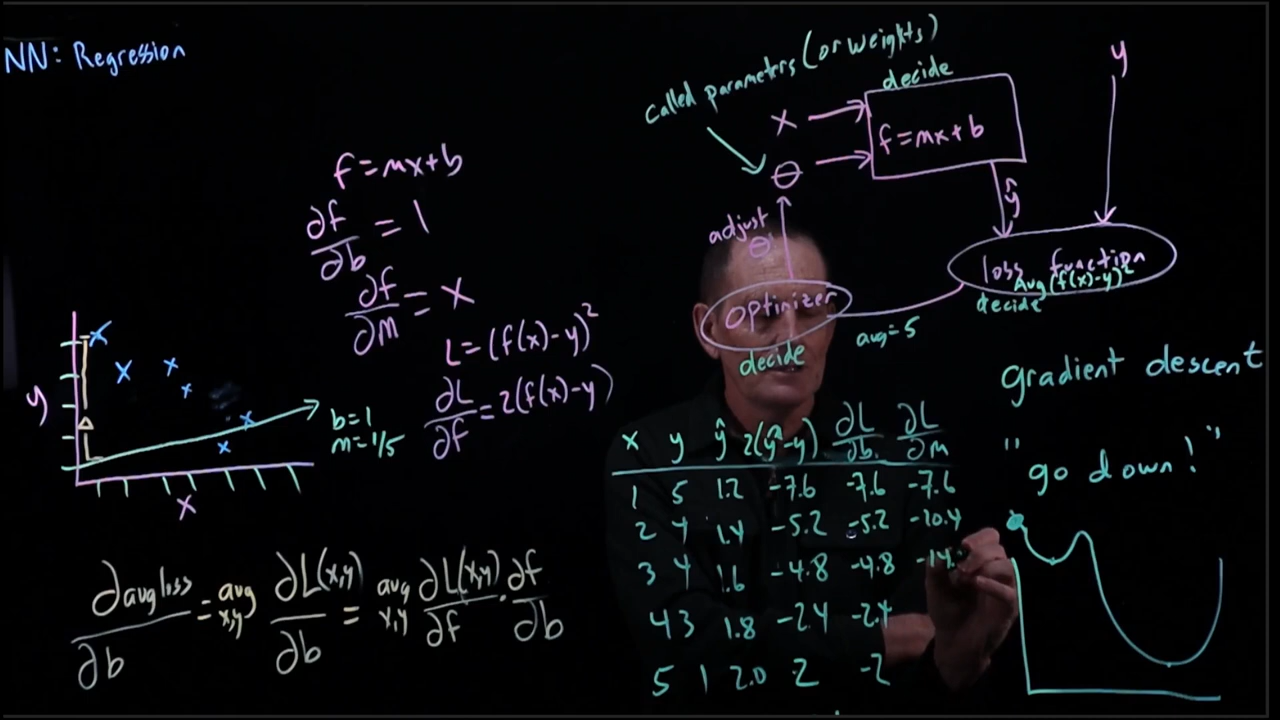 NN: Regression
called parameters (or weights)
decide
x
θ
f=mx+b
y
ŷ
adjust
θ
loss function
Avg(f(x)-y)²
decide
optimizer
decide
avg=5
f=mx+b
∂f/∂b = 1
∂f/∂m = x
L=(f(x)-y)²
∂L/∂f = 2(f(x)-y)
y
x
b=1
m=1/5
gradient descent
"go down!"
x y ŷ 2(ŷ-y) ∂L/∂b ∂L/∂m
1 5 1.2 -7.6 -7.6 -7.6
2 4 1.4 -5.2 -5.2 -10.4
3 4 1.6 -4.8 -4.8 -14.
4 3 1.8 -2.4 -2.4
5 1 2.0 2 -2
∂avg loss/∂b = avg x,y ∂L(x,y)/∂b = avg x,y ∂L(x,y)/∂f · ∂f/∂b